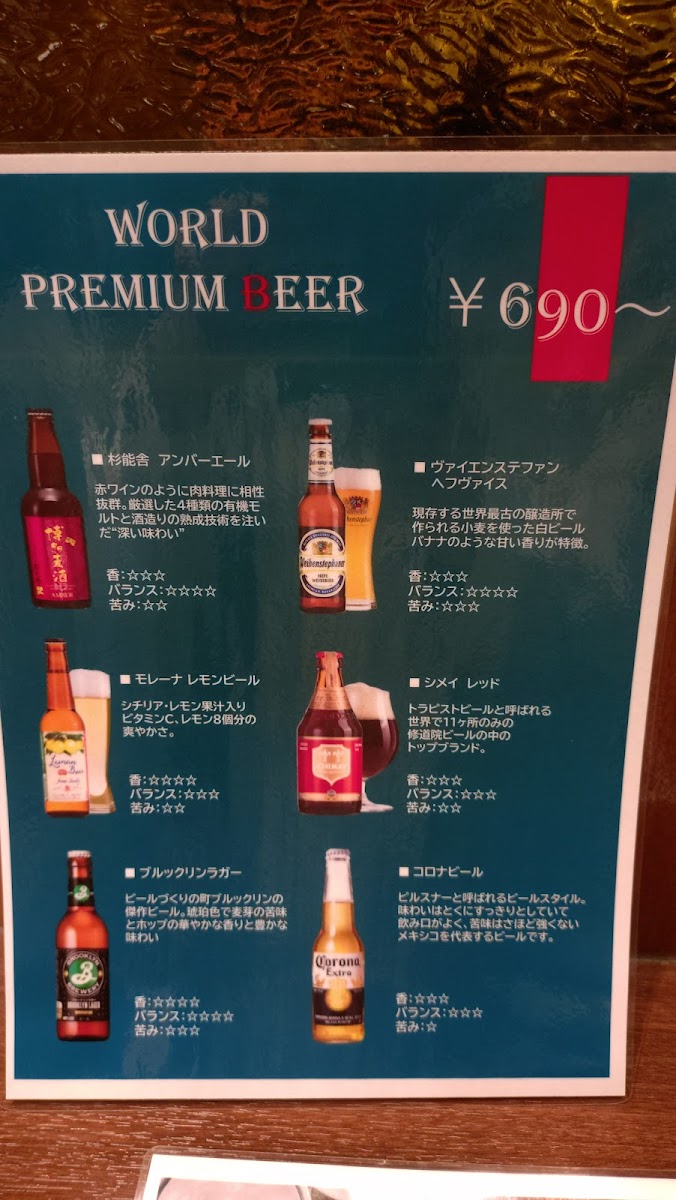 WORLD
PREMIUM BEER
￥690～
■ 杉能舎 アンバーエール
赤ワインのように肉料理に相性
抜群。厳選した４種類の有機モ
ルトと酒造りの熟成技術を注い
だ“深い味わい”
香：☆☆☆
バランス：☆☆☆☆
苦み：☆☆
AMBER
■ ヴァイエンステファン
ヘフヴァイス
現存する世界最古の醸造所で
作られる小麦を使った白ビール
バナナのような甘い香りが特徴。
香：☆☆☆
バランス：☆☆☆☆
苦み：☆☆☆
Weihenstephaner
■ モレーナ レモンビール
シチリア・レモン果汁入り
ビタミンC、レモン8個分の
爽やかさ。
香：☆☆☆☆
バランス：☆☆☆
苦み：☆☆
Lemon
Beer
■ シメイ レッド
トラピストビールと呼ばれる
世界で11ヶ所のみの
修道院ビールの中の
トップブランド。
香：☆☆☆
バランス：☆☆☆
苦み：☆☆
CHIMAY
■ ブルックリンラガー
ビールづくりの町ブルックリンの
傑作ビール。琥珀色で麦芽の苦味
とホップの華やかな香りと豊かな
味わい
香：☆☆☆☆
バランス：☆☆☆☆
苦み：☆☆☆
BROOKLYN
B
BREWERY
BROOKLYN LAGER
■ コロナビール
ピルスナーと呼ばれるビールスタイル。
味わいはとくにすっきりとしていて
飲み口がよく、苦味はさほど強くない
メキシコを代表するビールです。
香：☆☆☆
バランス：☆☆☆
苦み：☆
Corona
Extra